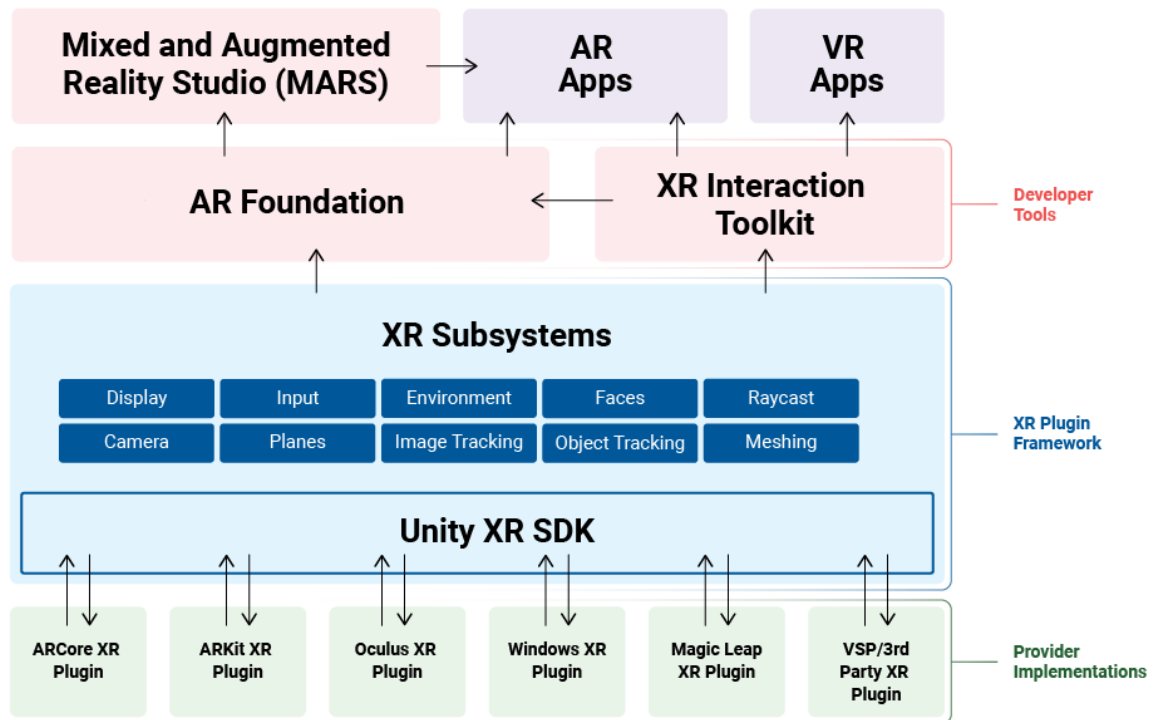 Mixed and Augmented
Reality Studio (MARS)
AR
Apps
VR
Apps
AR Foundation
XR Interaction
Toolkit
Developer
Tools
XR Subsystems
Display
Input
Environment
Faces
Raycast
Camera
Planes
Image Tracking
Object Tracking
Meshing
XR Plugin
Framework
Unity XR SDK
ARCore XR
Plugin
ARKit XR
Plugin
Oculus XR
Plugin
Windows XR
Plugin
Magic Leap
XR Plugin
VSP/3rd
Party XR
Plugin
Provider
Implementations